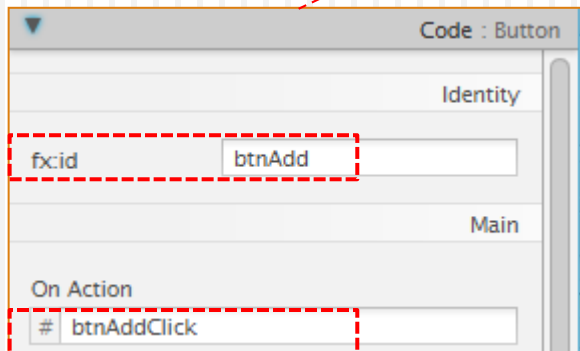 Code : Button
Identity
fx:id btnAdd
Main
On Action
# btnAddClick